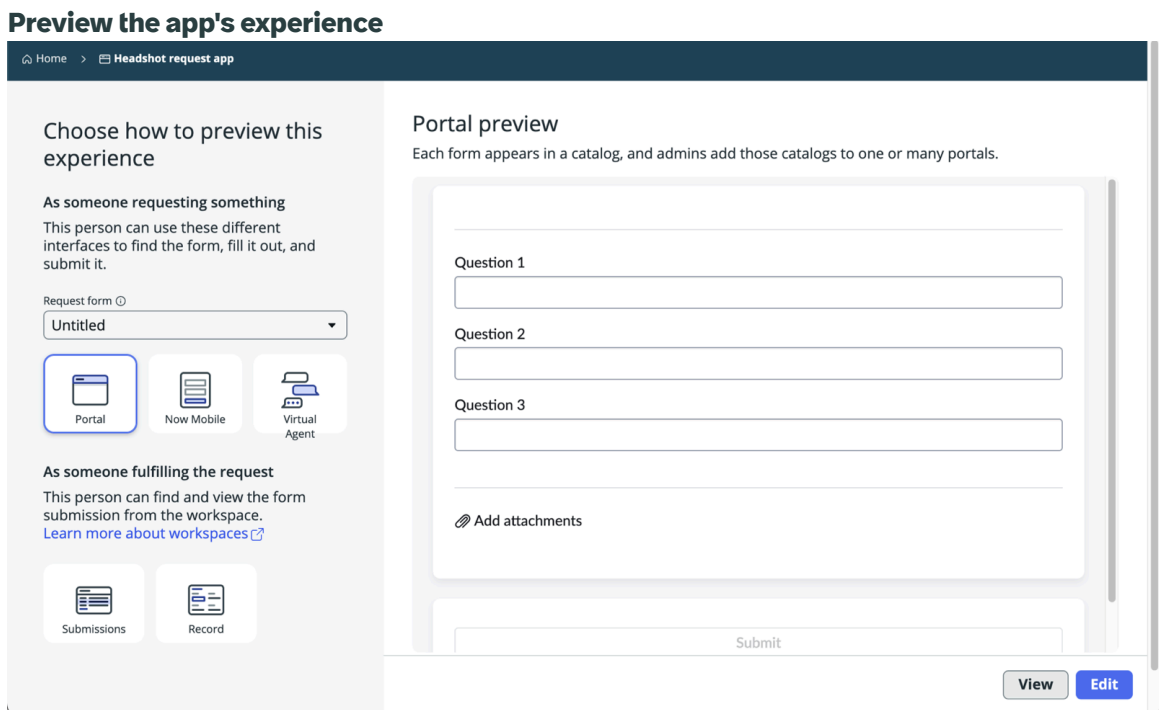 Preview the app's experience
Home > Headshot request app
Choose how to preview this
experience
As someone requesting something
This person can use these different
interfaces to find the form, fill it out, and
submit it.
Request form
Untitled
Portal
Now Mobile
Virtual
Agent
As someone fulfilling the request
This person can find and view the form
submission from the workspace.
Learn more about workspaces
Submissions
Record
Portal preview
Each form appears in a catalog, and admins add those catalogs to one or many portals.
Question 1
Question 2
Question 3
Add attachments
Submit
View
Edit